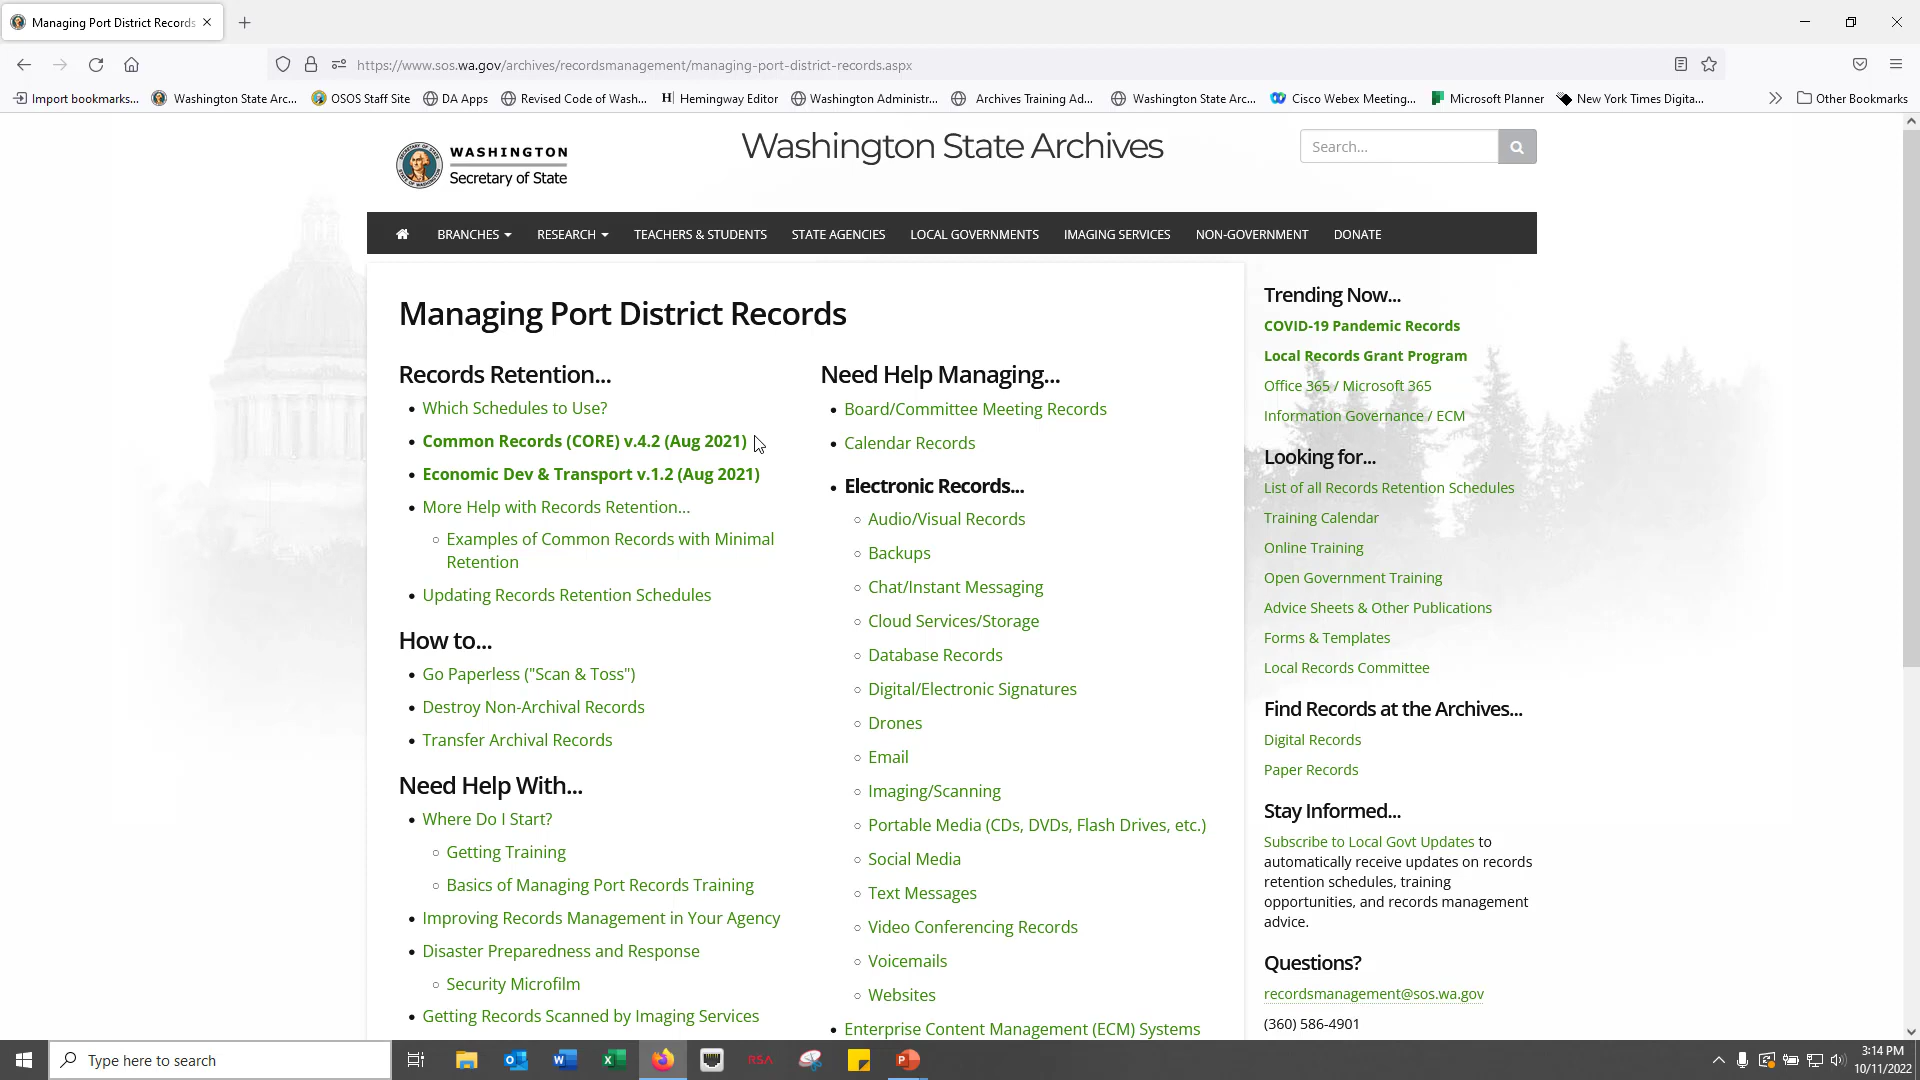 Managing Port District Records
https://www.sos.wa.gov/archives/recordsmanagement/managing-port-district-records.aspx
Import bookmarks...
Washington State Arc...
OSOS Staff Site
DA Apps
Revised Code of Wash...
Hemingway Editor
Washington Administr...
Archives Training Ad...
Washington State Arc...
Cisco Webex Meeting...
Microsoft Planner
New York Times Digita...
Other Bookmarks
WASHINGTON
Secretary of State
Washington State Archives
Search...
BRANCHES
RESEARCH
TEACHERS & STUDENTS
STATE AGENCIES
LOCAL GOVERNMENTS
IMAGING SERVICES
NON-GOVERNMENT
DONATE
Managing Port District Records
Records Retention...
Which Schedules to Use?
Common Records (CORE) v.4.2 (Aug 2021)
Economic Dev & Transport v.1.2 (Aug 2021)
More Help with Records Retention...
Examples of Common Records with Minimal
Retention
Updating Records Retention Schedules
How to...
Go Paperless ("Scan & Toss")
Destroy Non-Archival Records
Transfer Archival Records
Need Help With...
Where Do I Start?
Getting Training
Basics of Managing Port Records Training
Improving Records Management in Your Agency
Disaster Preparedness and Response
Security Microfilm
Getting Records Scanned by Imaging Services
Need Help Managing...
Board/Committee Meeting Records
Calendar Records
Electronic Records...
Audio/Visual Records
Backups
Chat/Instant Messaging
Cloud Services/Storage
Database Records
Digital/Electronic Signatures
Drones
Email
Imaging/Scanning
Portable Media (CDs, DVDs, Flash Drives, etc.)
Social Media
Text Messages
Video Conferencing Records
Voicemails
Websites
Enterprise Content Management (ECM) Systems
Trending Now...
COVID-19 Pandemic Records
Local Records Grant Program
Office 365 / Microsoft 365
Information Governance / ECM
Looking for...
List of all Records Retention Schedules
Training Calendar
Online Training
Open Government Training
Advice Sheets & Other Publications
Forms & Templates
Local Records Committee
Find Records at the Archives...
Digital Records
Paper Records
Stay Informed...
Subscribe to Local Govt Updates to
automatically receive updates on records
retention schedules, training
opportunities, and records management
advice.
Questions?
recordsmanagement@sos.wa.gov
(360) 586-4901
Type here to search
RSA
3:14 PM
10/11/2022